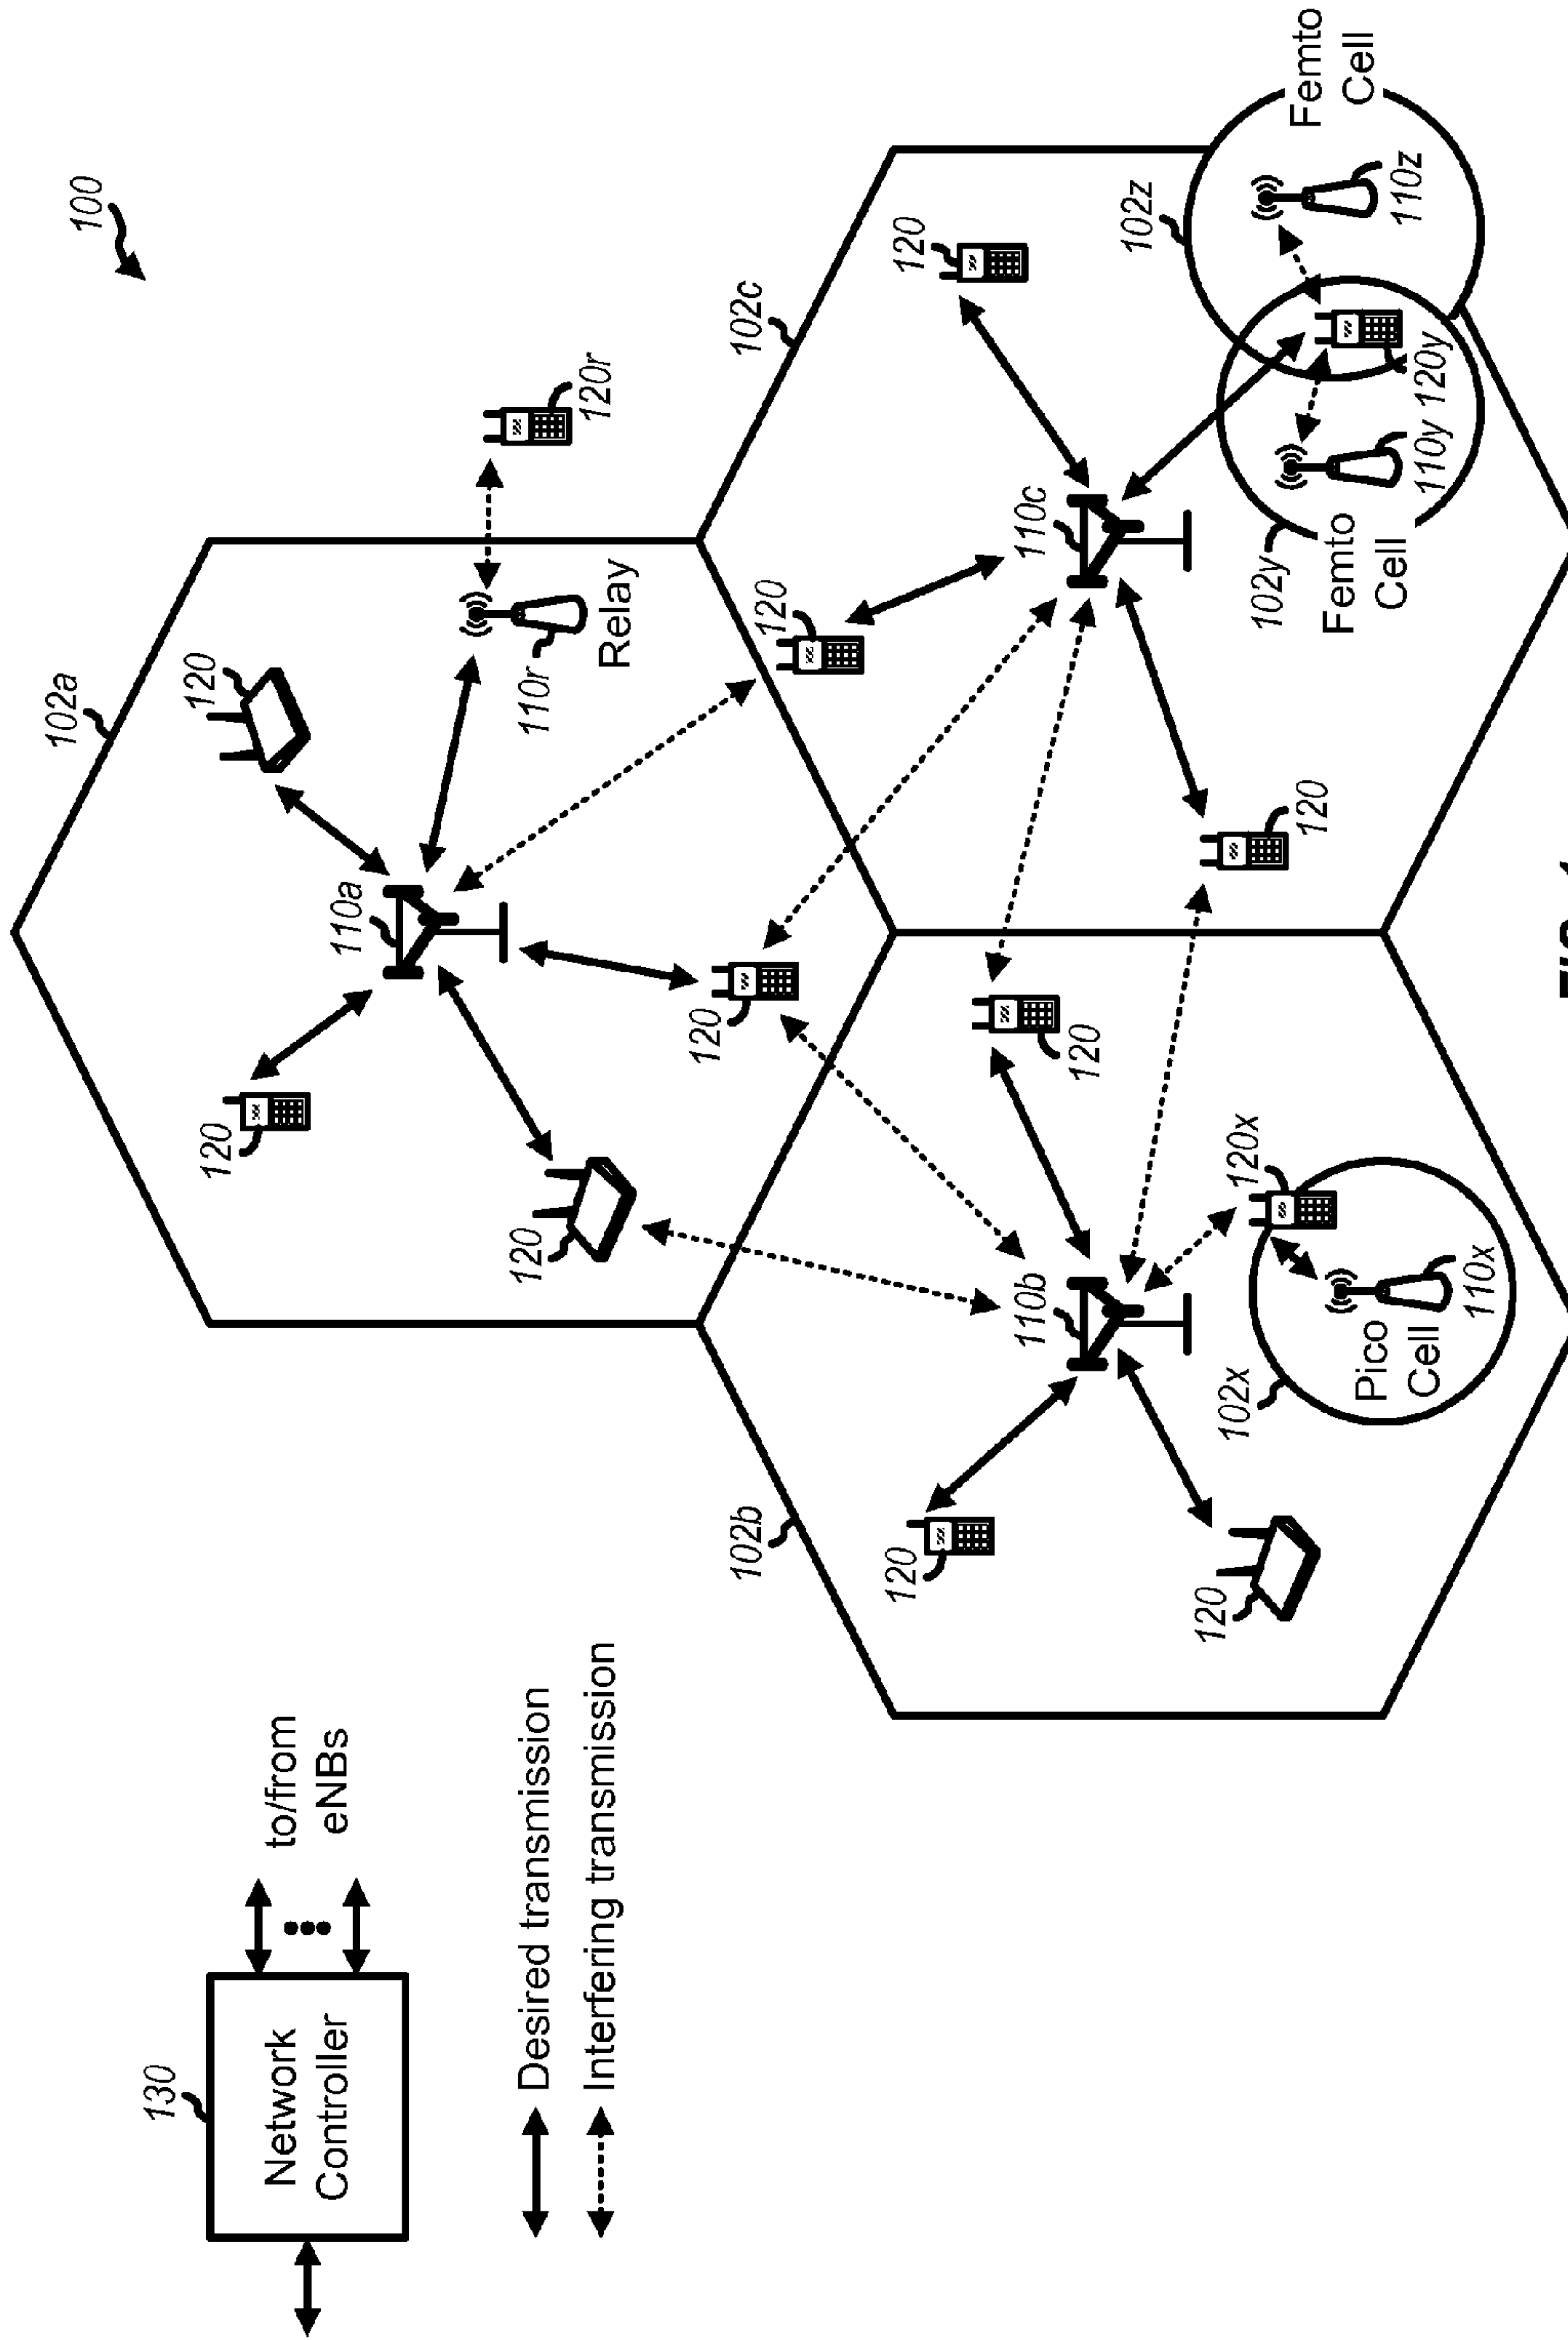 100
102a
130
Network
Controller
to/from
eNBs
120
120
110a
Desired transmission
Interfering transmission
120
110r
Relay
120r
120
102b
120
102c
120
120
110b
110c
120
102z
120
102x
120x
102y
120
Femto
Cell
Femto
Cell
Pico
Cell
110z
110y
120y
110x